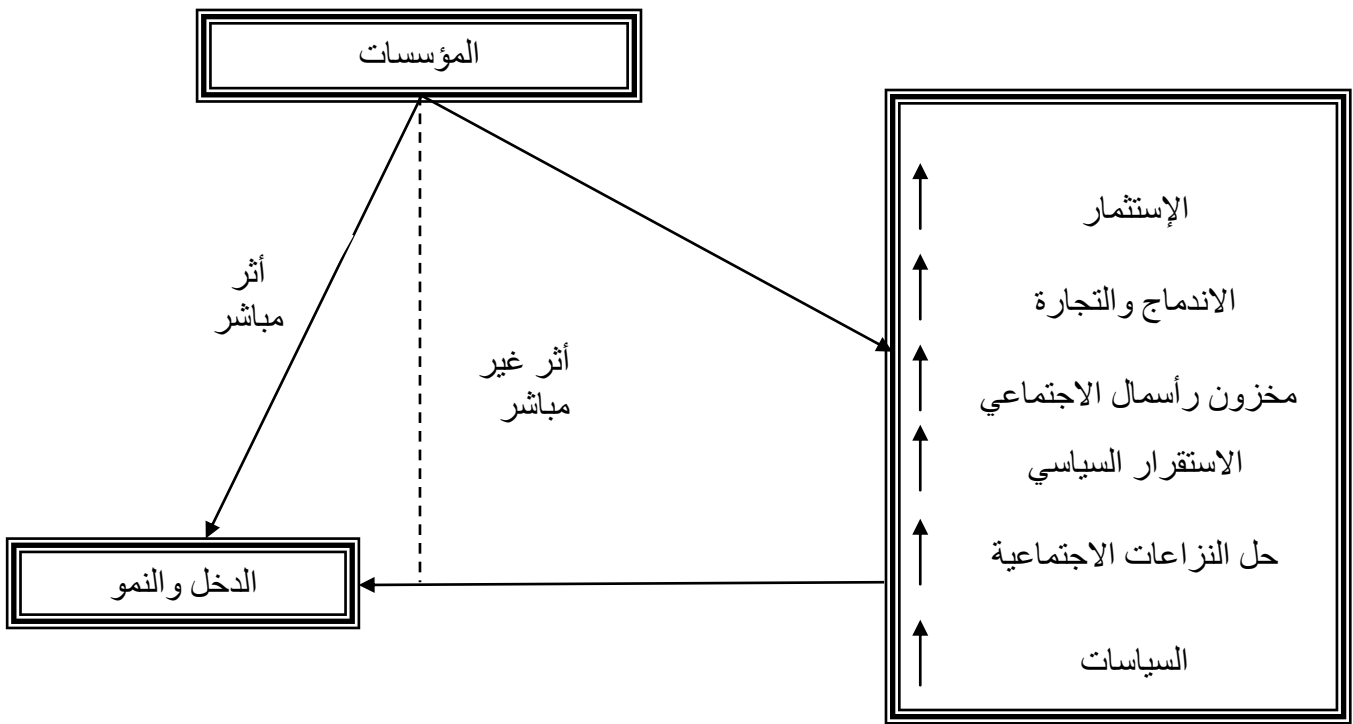 المؤسسات
الإستثمار
الاندماج والتجارة
مخزون رأسمال الاجتماعي
الاستقرار السياسي
حل النزاعات الاجتماعية
السياسات
أثر غير
مباشر
أثر
مباشر
الدخل والنمو